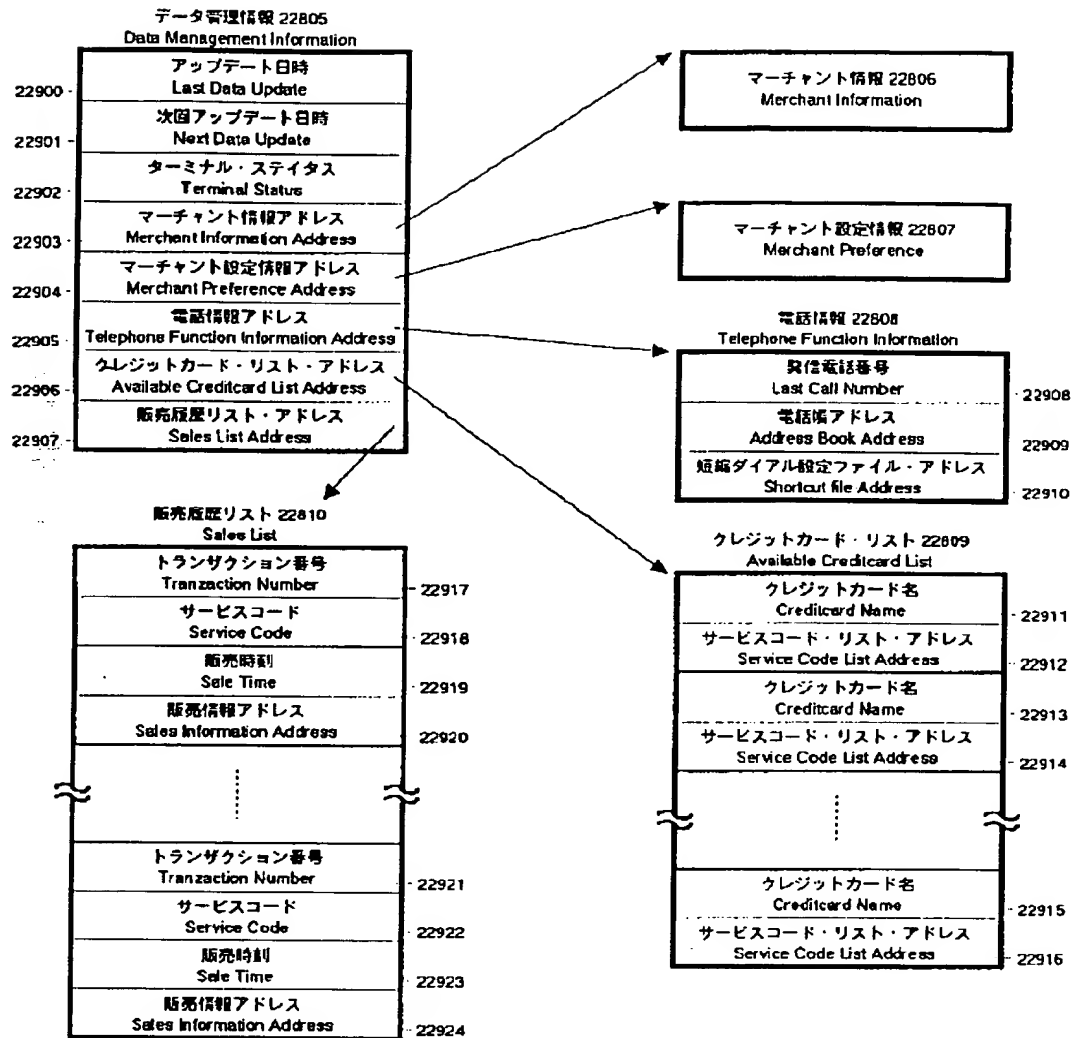 データ管理情報 22805
Data Management Information
アップデート日時
Last Data Update
22900
次回アップデート日時
Next Data Update
22901
ターミナル・ステイタス
Terminal Status
22902
マーチャント情報アドレス
Merchant Information Address
22903
マーチャント設定情報アドレス
Merchant Preference Address
22904
電話情報アドレス
Telephone Function Information Address
22905
クレジットカード・リスト・アドレス
Available Creditcard List Address
22906
販売履歴リスト・アドレス
Sales List Address
22907
マーチャント情報 22806
Merchant Information
マーチャント設定情報 22807
Merchant Preference
電話情報 22808
Telephone Function Information
発信電話番号
Last Call Number
22908
電話帳アドレス
Address Book Address
22909
短縮ダイアル設定ファイル・アドレス
Shortcut file Address
22910
販売履歴リスト 22810
Sales List
トランザクション番号
Tranzaction Number
22917
サービスコード
Service Code
22918
販売時刻
Sale Time
22919
販売情報アドレス
Sales Information Address
22920
トランザクション番号
Tranzaction Number
22921
サービスコード
Service Code
22922
販売時刻
Sale Time
22923
販売情報アドレス
Sales Information Address
22924
クレジットカード・リスト 22809
Available Creditcard List
クレジットカード名
Creditcard Name
22911
サービスコード・リスト・アドレス
Service Code List Address
22912
クレジットカード名
Creditcard Name
22913
サービスコード・リスト・アドレス
Service Code List Address
22914
クレジットカード名
Creditcard Name
22915
サービスコード・リスト・アドレス
Service Code List Address
22916